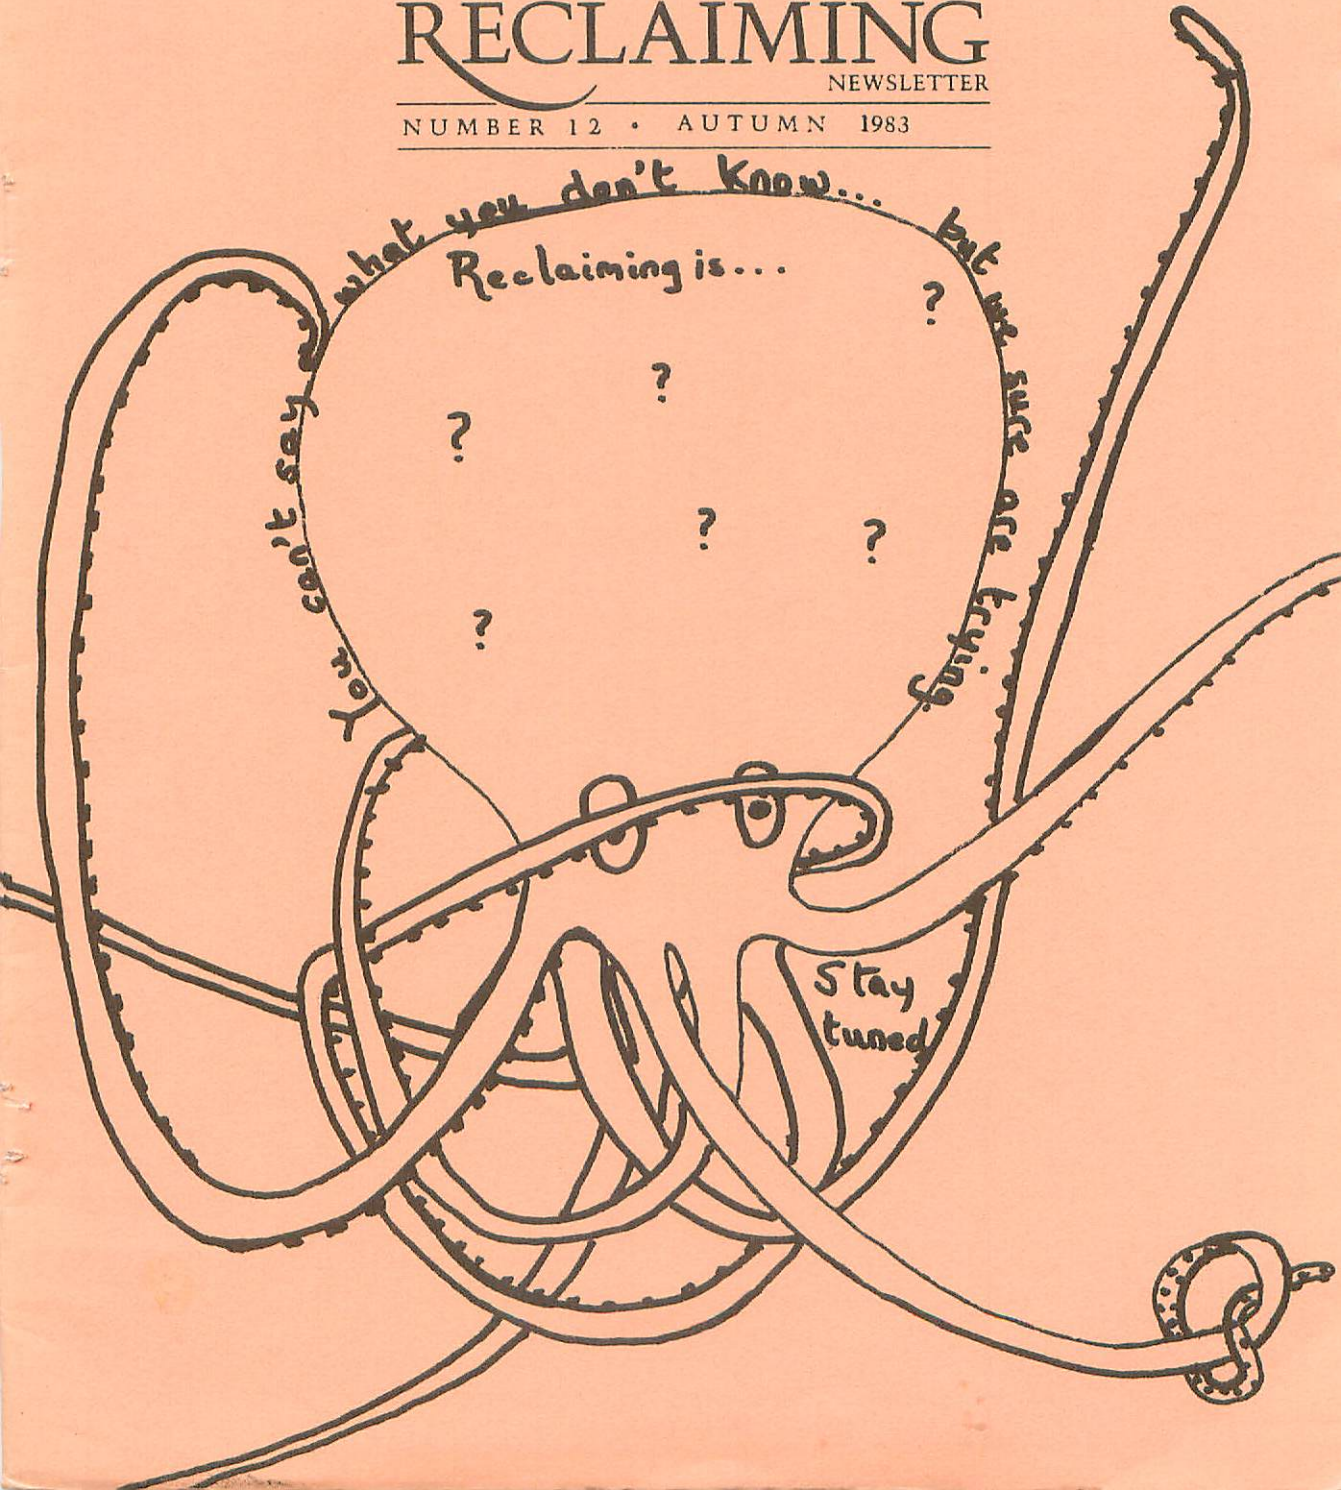 RECLAIMING
NEWSLETTER
NUMBER 12 • AUTUMN 1983
You can't say what you don't know... but we sure are trying.
Reclaiming is...
?
?
?
?
?
?
Stay
tuned